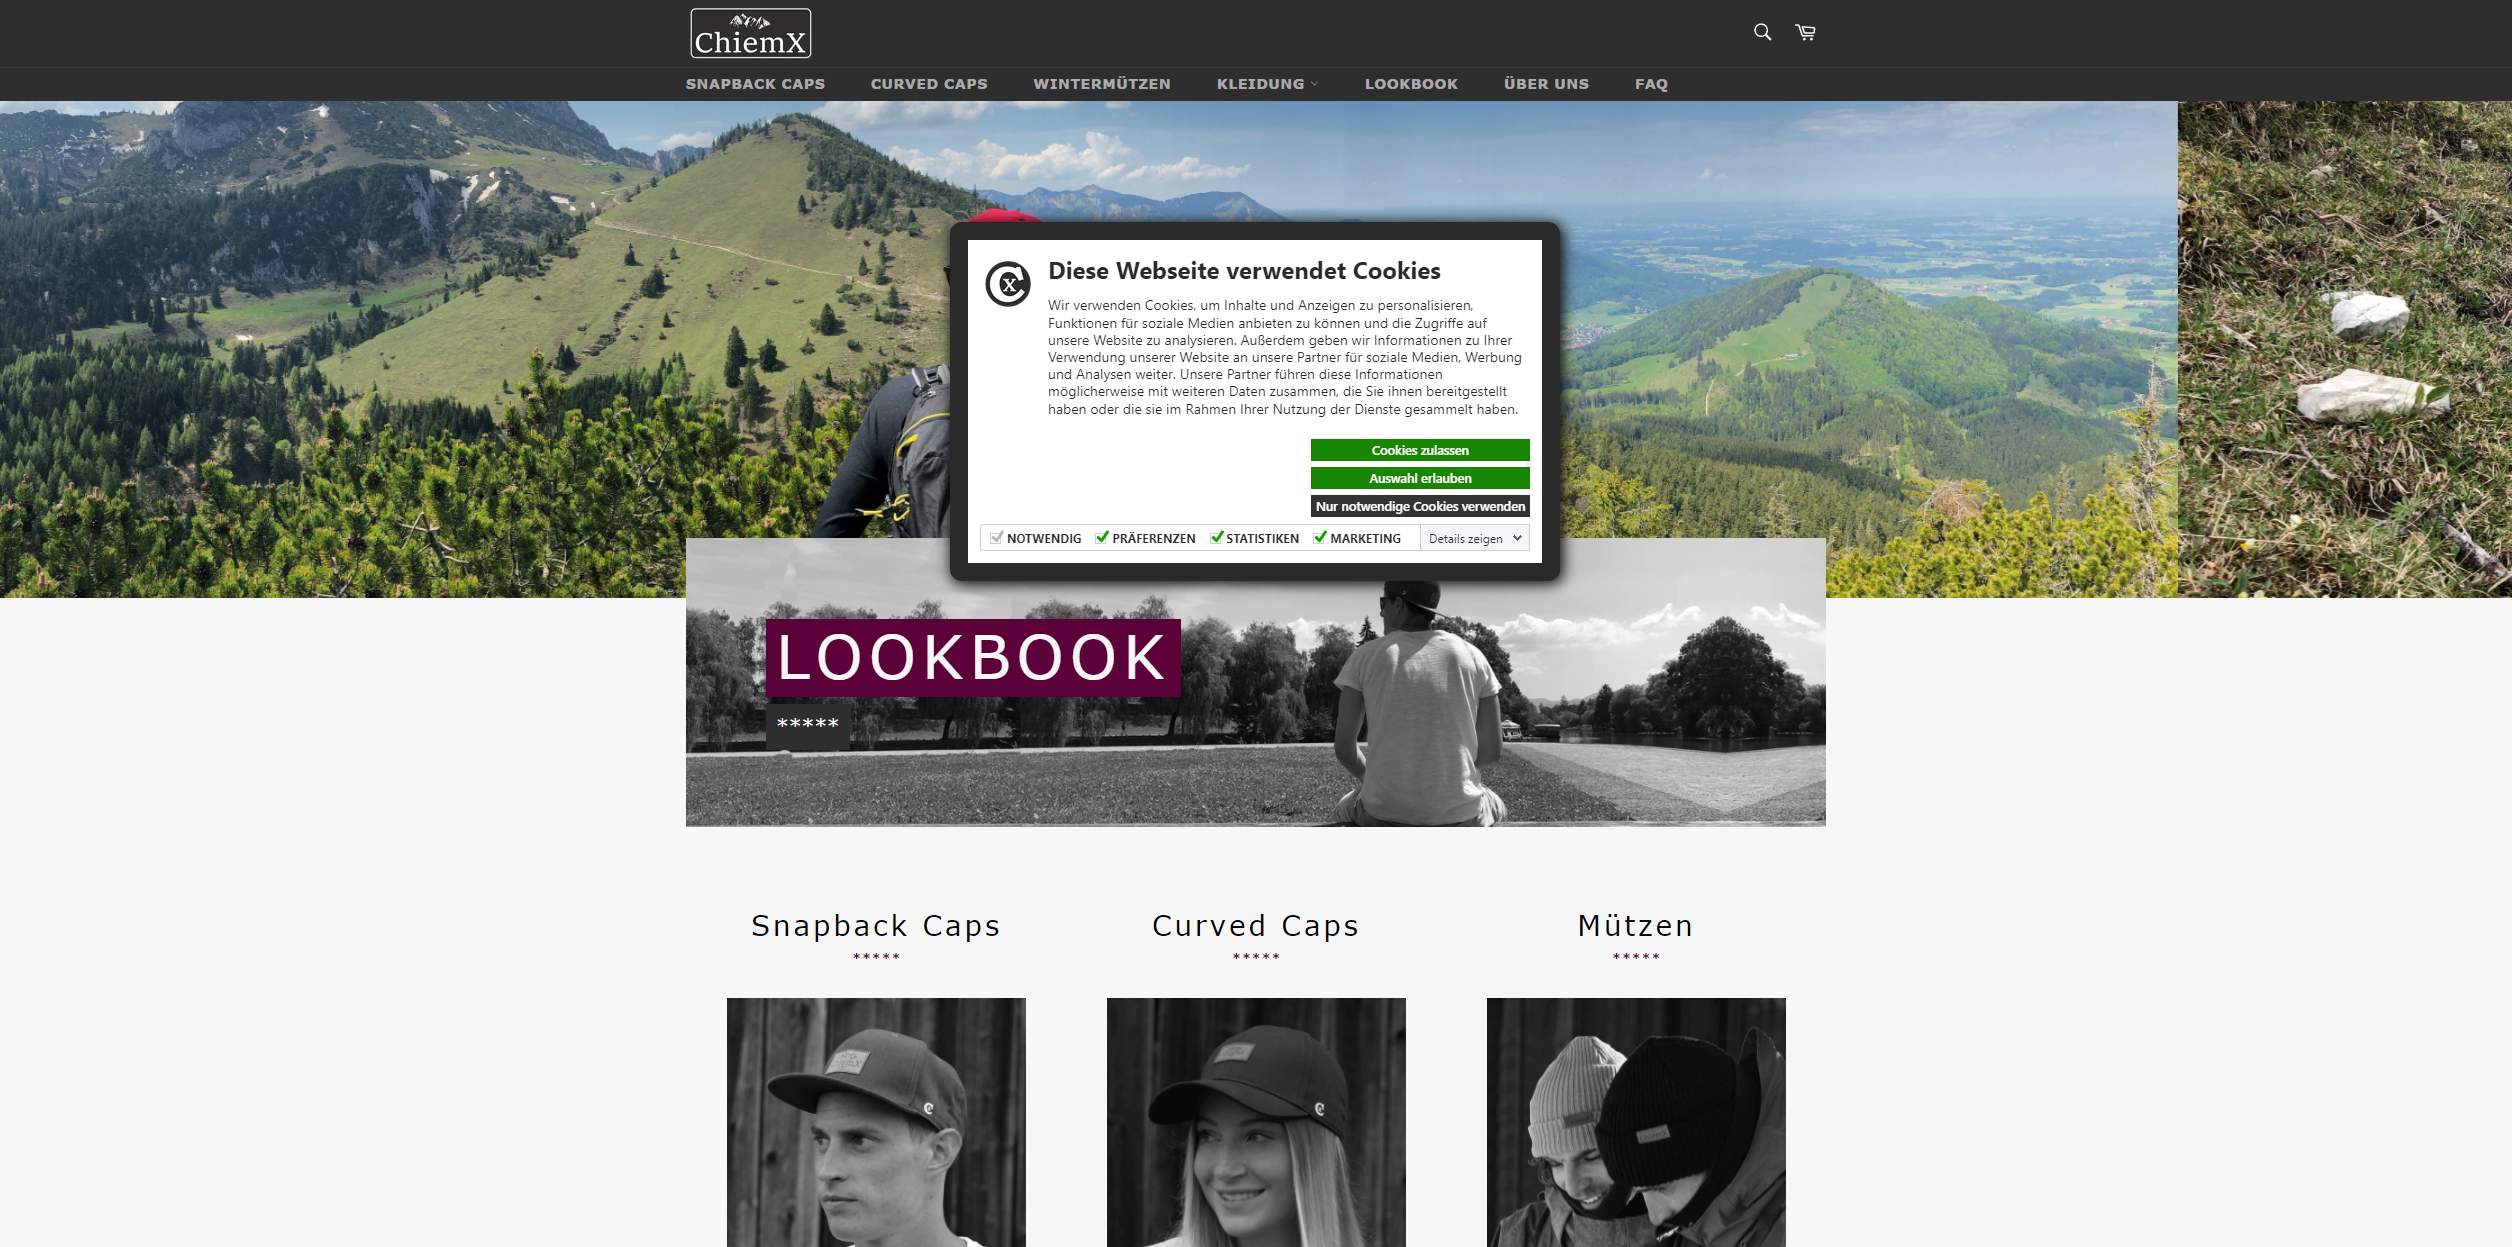 ChiemX
SNAPBACK CAPS CURVED CAPS WINTERMÜTZEN KLEIDUNG LOOKBOOK ÜBER UNS FAQ
Diese Webseite verwendet Cookies
Wir verwenden Cookies, um Inhalte und Anzeigen zu personalisieren,
Funktionen für soziale Medien anbieten zu können und die Zugriffe auf
unsere Website zu analysieren. Außerdem geben wir Informationen zu Ihrer
Verwendung unserer Website an unsere Partner für soziale Medien, Werbung
und Analysen weiter. Unsere Partner führen diese Informationen
möglicherweise mit weiteren Daten zusammen, die Sie ihnen bereitgestellt
haben oder die sie im Rahmen Ihrer Nutzung der Dienste gesammelt haben.
Cookies zulassen
Auswahl erlauben
Nur notwendige Cookies verwenden
NOTWENDIG PRÄFERENZEN STATISTIKEN MARKETING Details zeigen
LOOKBOOK
*****
Snapback Caps
*****
Curved Caps
*****
Mützen
*****